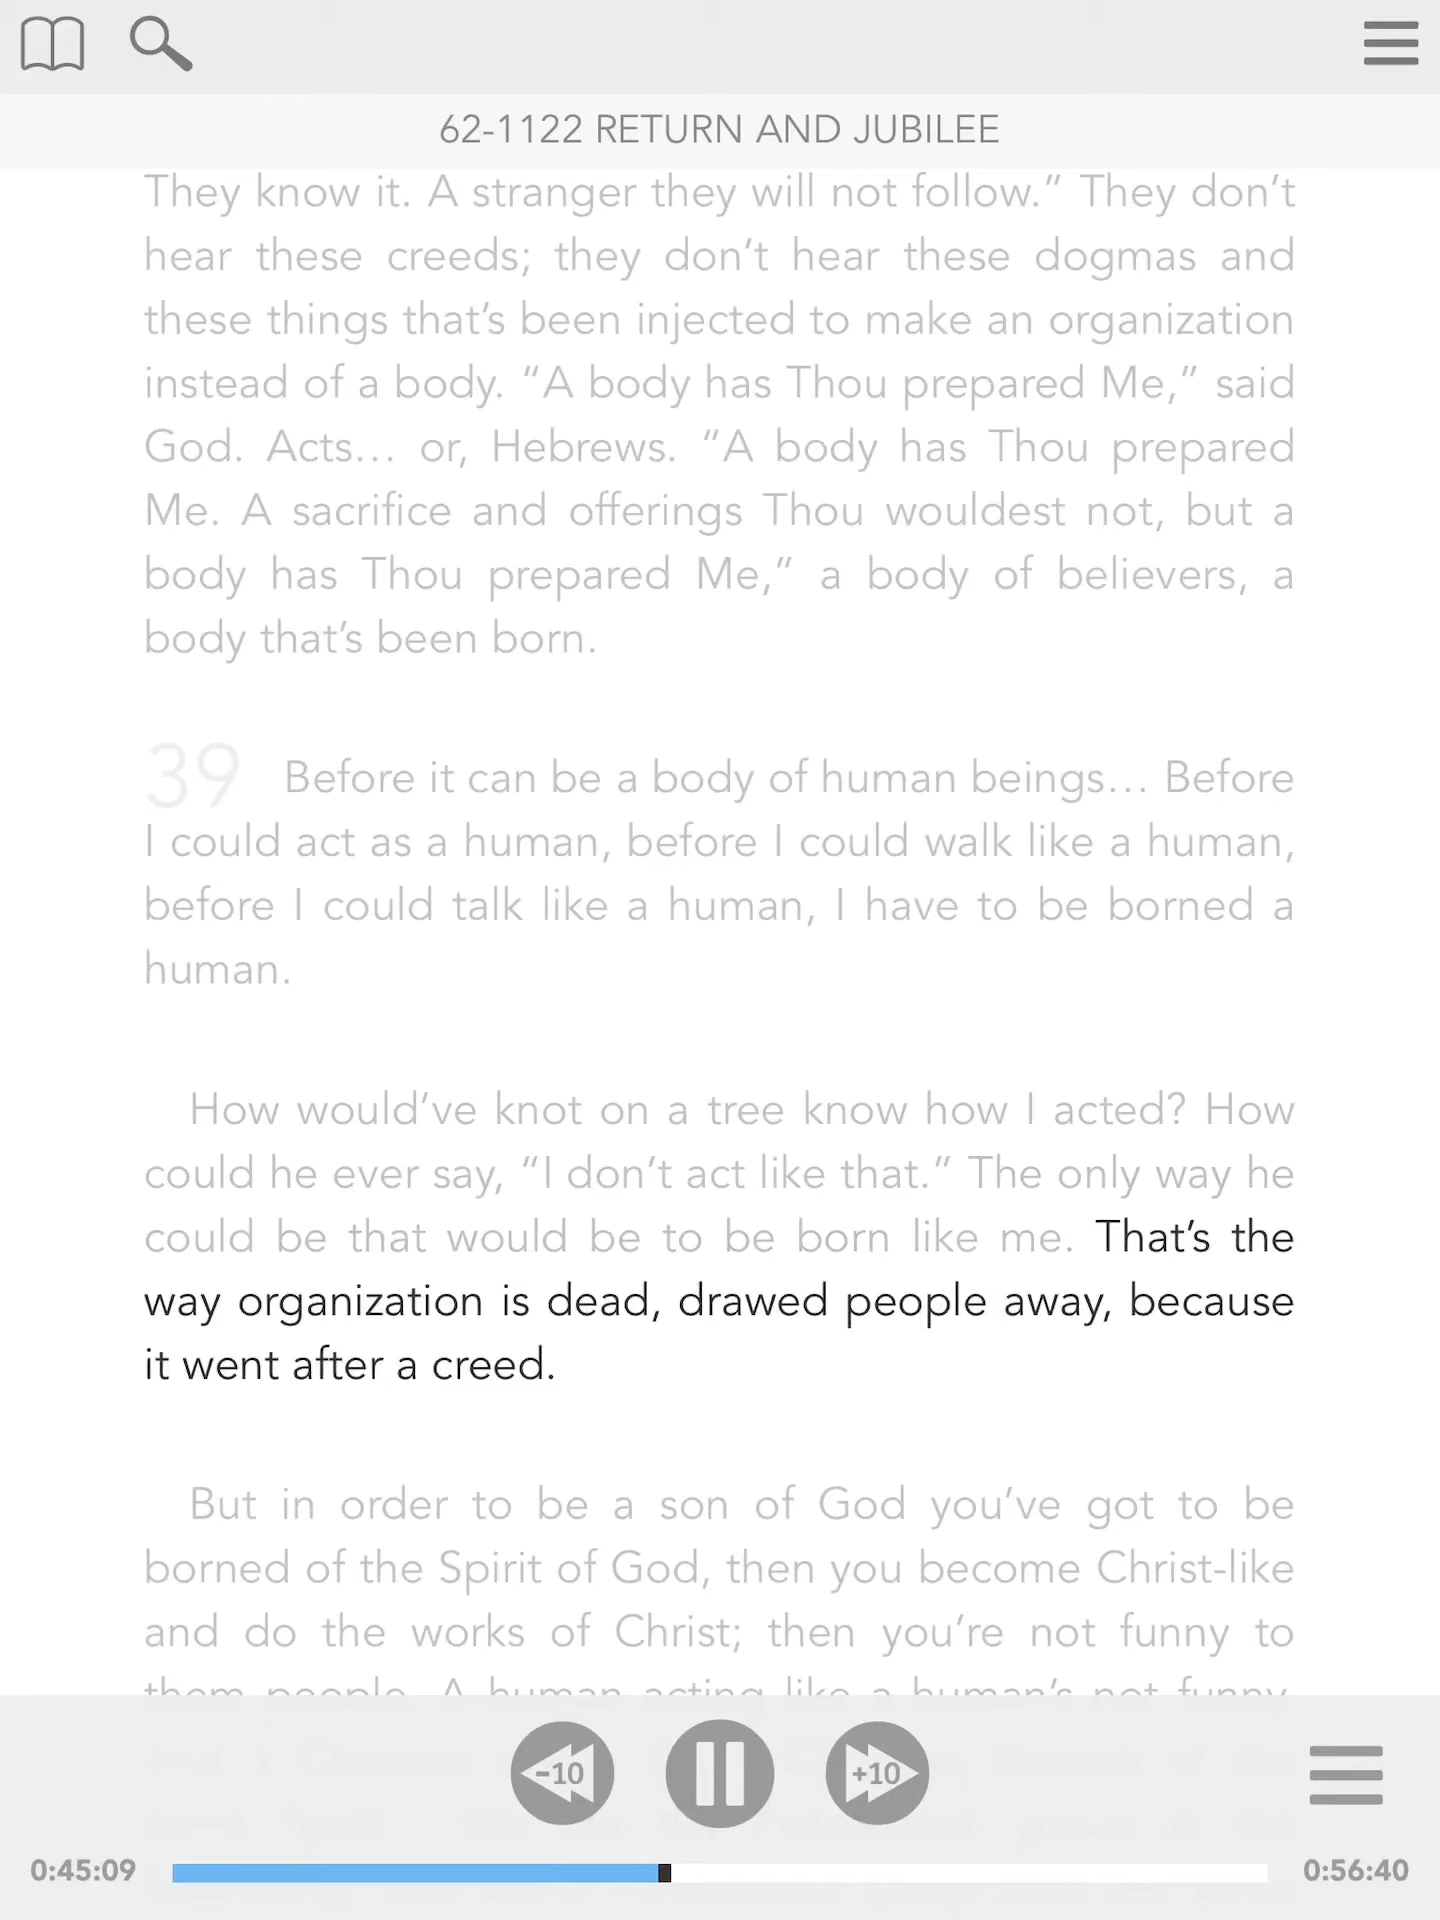 62-1122 RETURN AND JUBILEE
They know it. A stranger they will not follow.” They don’t
hear these creeds; they don’t hear these dogmas and
these things that’s been injected to make an organization
instead of a body. “A body has Thou prepared Me,” said
God. Acts… or, Hebrews. “A body has Thou prepared
Me. A sacrifice and offerings Thou wouldest not, but a
body has Thou prepared Me,” a body of believers, a
body that’s been born.
39 Before it can be a body of human beings… Before
I could act as a human, before I could walk like a human,
before I could talk like a human, I have to be borned a
human.
How would’ve knot on a tree know how I acted? How
could he ever say, “I don’t act like that.” The only way he
could be that would be to be born like me. That’s the
way organization is dead, drawed people away, because
it went after a creed.
But in order to be a son of God you’ve got to be
borned of the Spirit of God, then you become Christ-like
and do the works of Christ; then you’re not funny to
them people. A human acting like a human’s not funny,
-10 +10
0:45:09 0:56:40